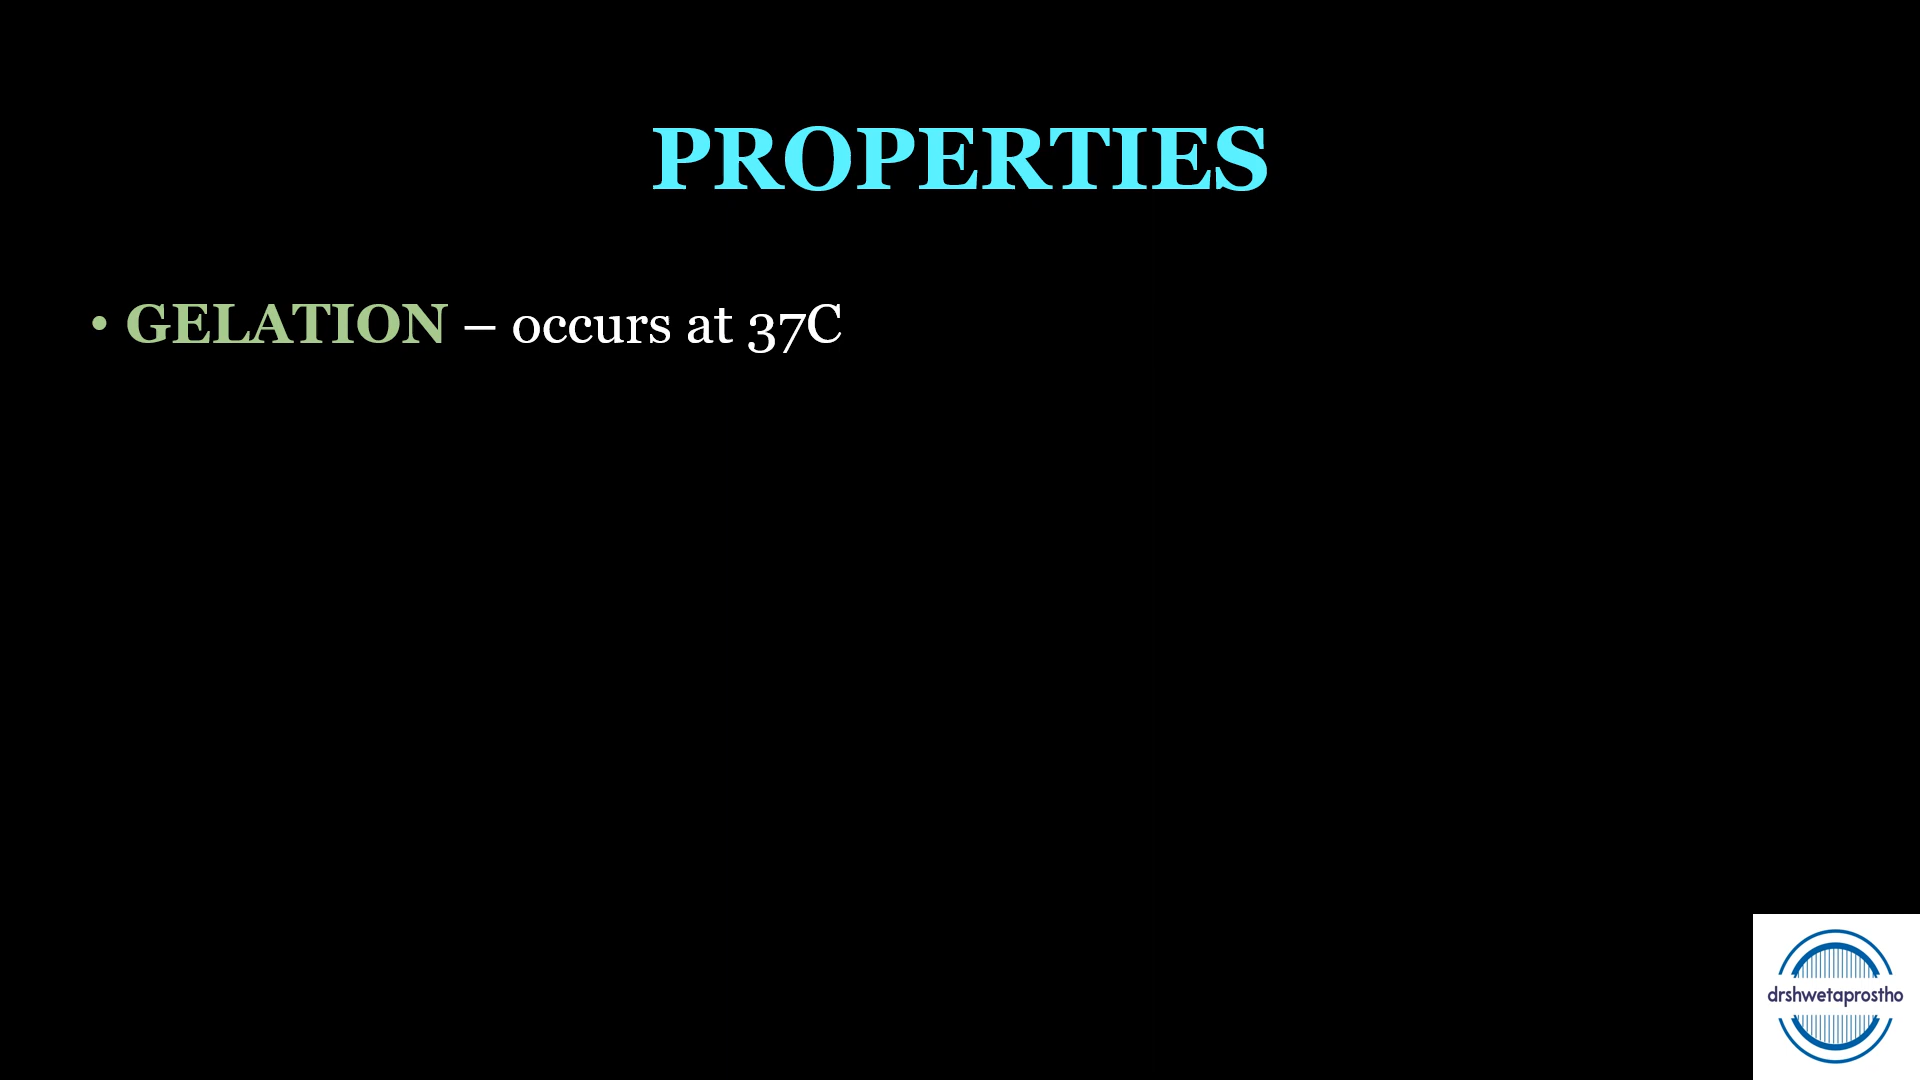 PROPERTIES
• GELATION – occurs at 37C
drshwetaprostho